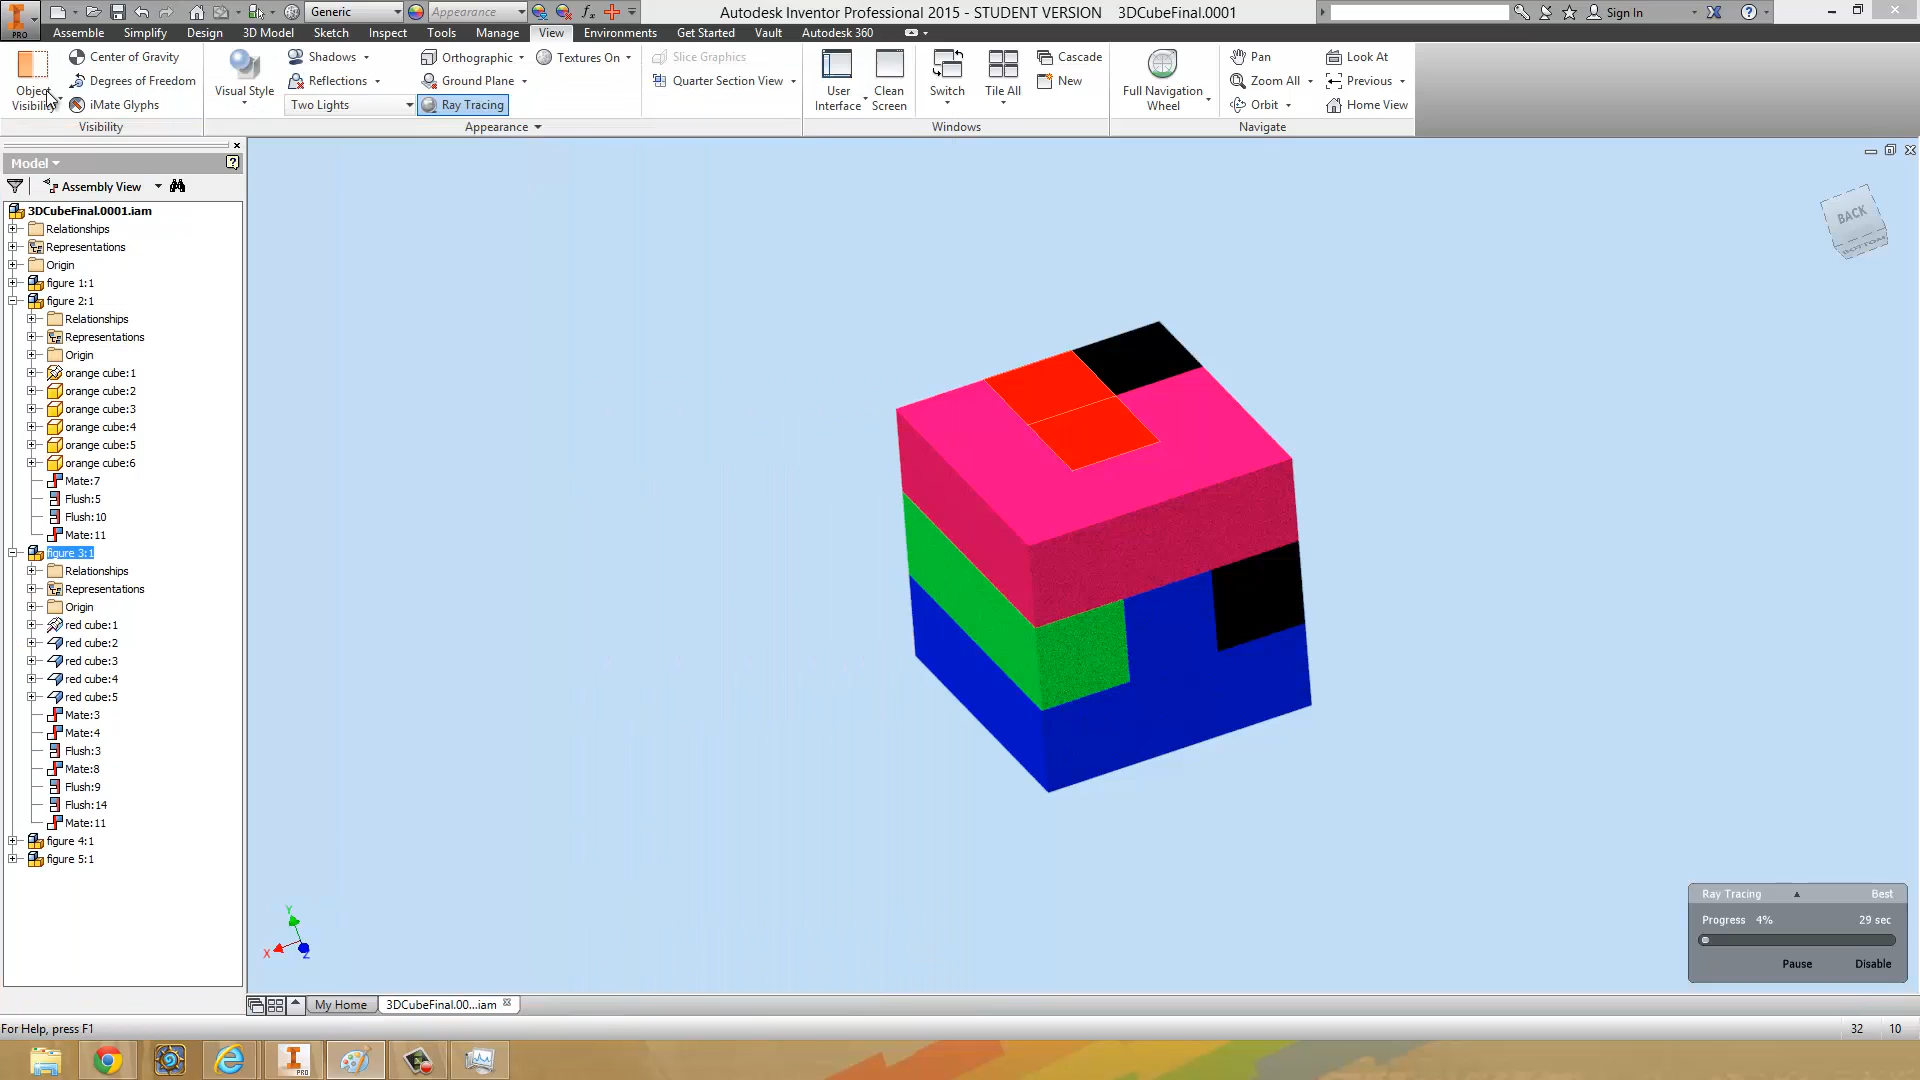 Generic
Appearance
Autodesk Inventor Professional 2015 - STUDENT VERSION 3DCubeFinal.0001
Sign In
PRO
Assemble Simplify Design 3D Model Sketch Inspect Tools Manage View Environments Get Started Vault Autodesk 360
Object Visibility
Center of Gravity
Degrees of Freedom
iMate Glyphs
Visibility
Visual Style
Shadows
Reflections
Two Lights
Orthographic
Ground Plane
Ray Tracing
Textures On
Appearance
Slice Graphics
Quarter Section View
User Interface
Clean Screen
Switch
Tile All
Cascade
New
Windows
Full Navigation Wheel
Pan
Zoom All
Orbit
Look At
Previous
Home View
Navigate
Model
Assembly View
3DCubeFinal.0001.iam
Relationships
Representations
Origin
figure 1:1
figure 2:1
Relationships
Representations
Origin
orange cube:1
orange cube:2
orange cube:3
orange cube:4
orange cube:5
orange cube:6
Mate:7
Flush:5
Flush:10
Mate:11
figure 3:1
Relationships
Representations
Origin
red cube:1
red cube:2
red cube:3
red cube:4
red cube:5
Mate:3
Mate:4
Flush:3
Mate:8
Flush:9
Flush:14
Mate:11
figure 4:1
figure 5:1
BACK
BOTTOM
Y
X
Z
Ray Tracing Best
Progress 4% 29 sec
Pause Disable
My Home 3DCubeFinal.00...iam
For Help, press F1
32 10
PRO